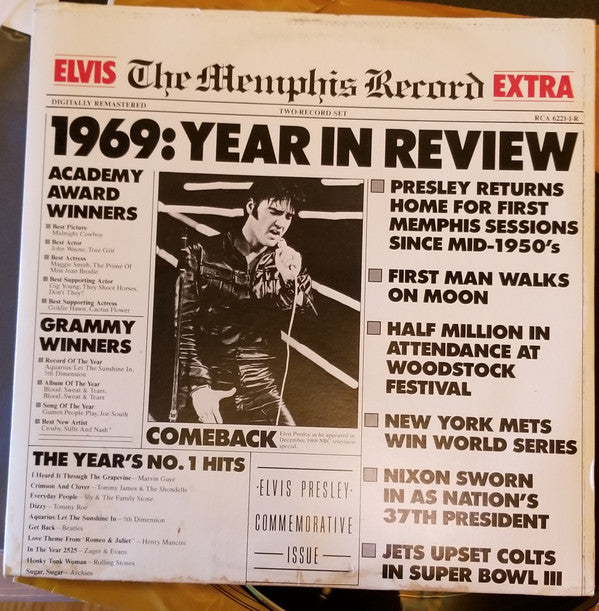 ELVIS The Memphis Record EXTRA
DIGITALLY REMASTERED
TWO-RECORD SET
RCA 6221-1-R
1969: YEAR IN REVIEW
ACADEMY
AWARD
WINNERS
Best Picture
Midnight Cowboy
Best Actor
John Wayne, True Grit
Best Actress
Maggie Smith, The Prime Of
Miss Jean Brodie
Best Supporting Actor
Gig Young, They Shoot Horses,
Don't They?
Best Supporting Actress
Goldie Hawn, Cactus Flower
GRAMMY
WINNERS
Record Of The Year
Aquarius/Let The Sunshine In,
5th Dimension
Album Of The Year
Blood, Sweat & Tears,
Blood, Sweat & Tears
Song Of The Year
Games People Play, Joe South
Best New Artist
Crosby, Stills And Nash
COMEBACK
Elvis Presley as he appeared in
December, 1968 NBC television
special.
PRESLEY RETURNS
HOME FOR FIRST
MEMPHIS SESSIONS
SINCE MID-1950's
FIRST MAN WALKS
ON MOON
HALF MILLION IN
ATTENDANCE AT
WOODSTOCK
FESTIVAL
NEW YORK METS
WIN WORLD SERIES
NIXON SWORN
IN AS NATION'S
37TH PRESIDENT
JETS UPSET COLTS
IN SUPER BOWL III
THE YEAR'S NO. 1 HITS
I Heard It Through The Grapevine—Marvin Gaye
Crimson And Clover—Tommy James & The Shondells
Everyday People—Sly & The Family Stone
Dizzy—Tommy Roe
Aquarius/Let The Sunshine In—5th Dimension
Get Back—Beatles
Love Theme From "Romeo & Juliet"—Henry Mancini
In The Year 2525—Zager & Evans
Honky Tonk Woman—Rolling Stones
Sugar, Sugar—Archies
·ELVIS PRESLEY·
COMMEMORATIVE
ISSUE